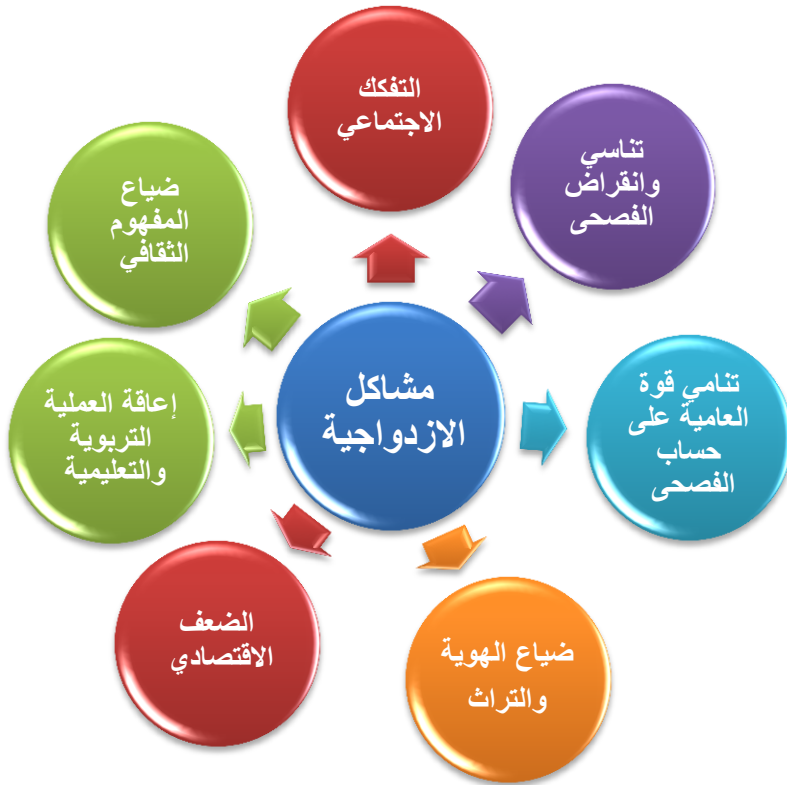 التفكك
الاجتماعي
تناسي
وانقراض
الفصحى
تنامي قوة
العامية على
حساب
الفصحى
ضياع الهوية
والتراث
الضعف
الاقتصادي
إعاقة العملية
التربوية
والتعليمية
ضياع
المفهوم
الثقافي
مشاكل
الازدواجية